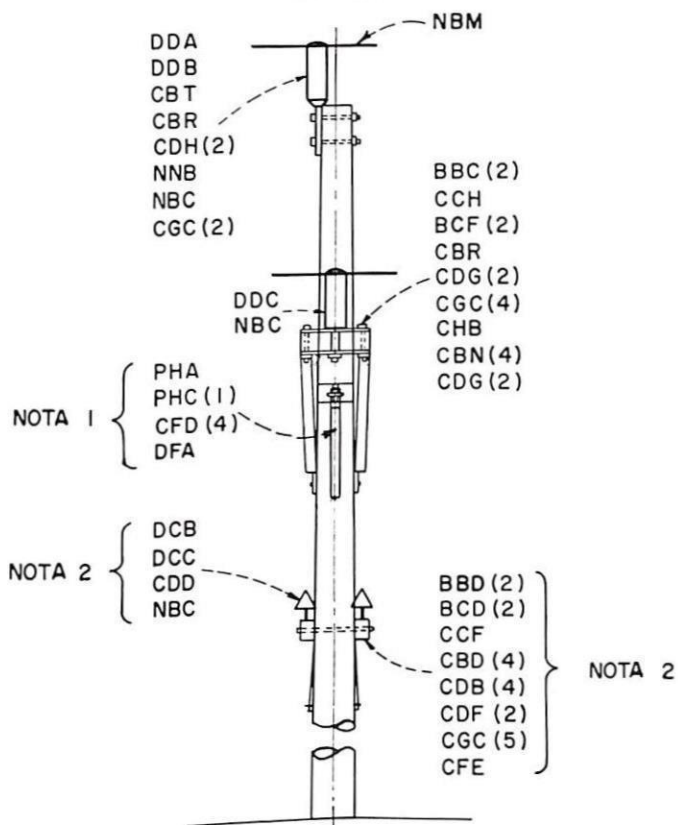 NBM
DDA
DDB
CBT
CBR
CDH (2)
NNB
NBC
CGC (2)
BBC (2)
CCH
BCF (2)
CBR
CDG (2)
CGC (4)
CHB
CBN (4)
CDG (2)
DDC
NBC
NOTA 1
PHA
PHC (1)
CFD (4)
DFA
NOTA 2
DCB
DCC
CDD
NBC
BBD (2)
BCD (2)
CCF
CBD (4)
CDB (4)
CDF (2)
CGC (5)
CFE
NOTA 2